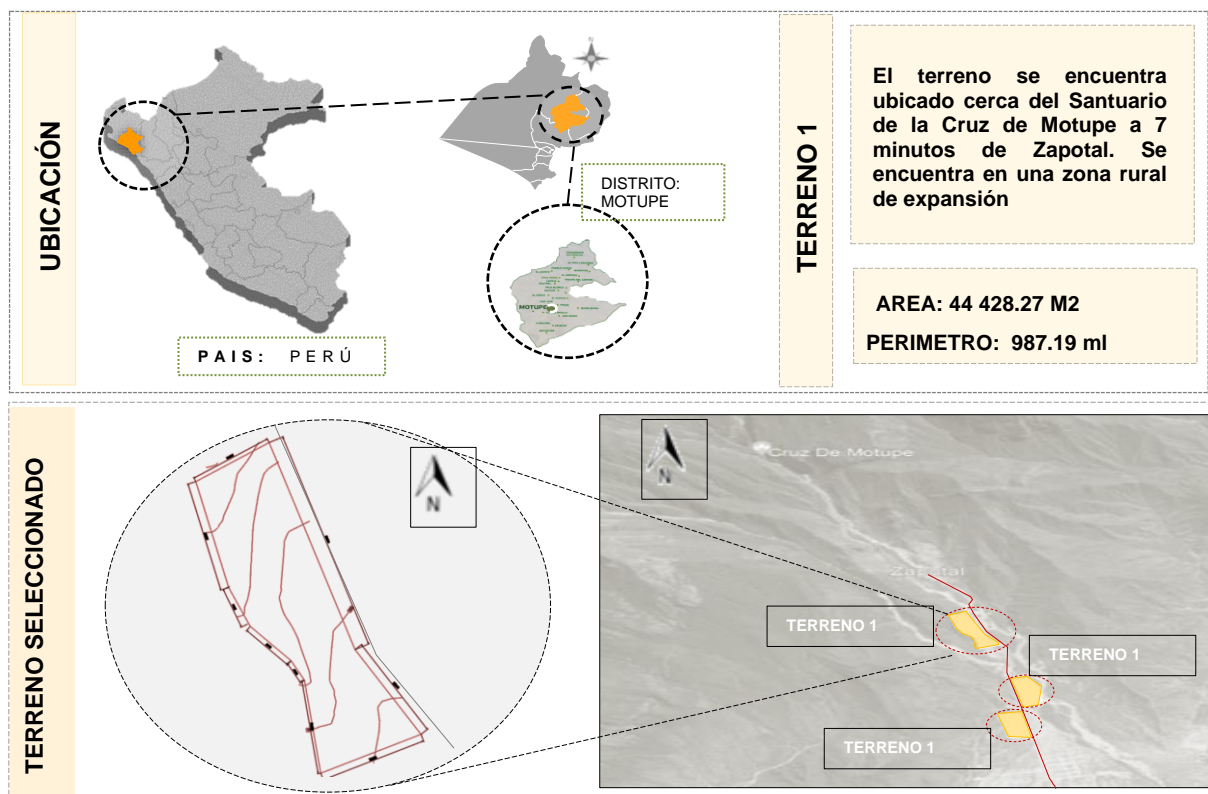 UBICACIÓN
PAIS: PERÚ
DISTRITO:
MOTUPE
MOTUPE
N
TERRENO 1
El terreno se encuentra
ubicado cerca del Santuario
de la Cruz de Motupe a 7
minutos de Zapotal. Se
encuentra en una zona rural
de expansión
AREA: 44 428.27 M2
PERIMETRO: 987.19 ml
TERRENO SELECCIONADO
N
N
Cruz De Motupe
Zapotal
TERRENO 1
TERRENO 1
TERRENO 1